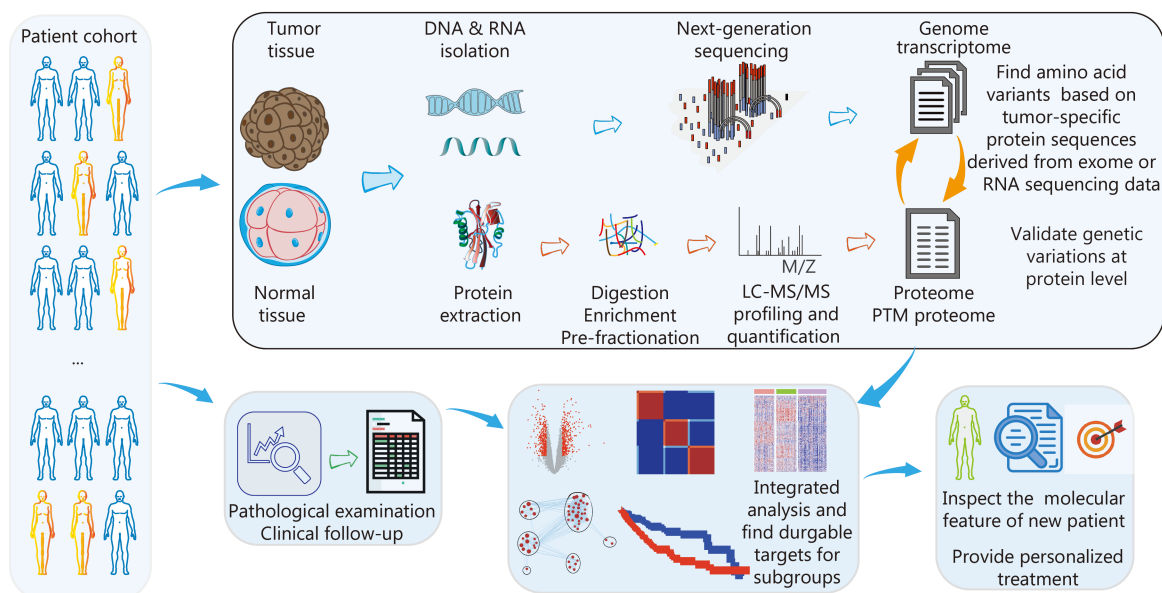 Patient cohort
...
Tumor
tissue
Normal
tissue
DNA & RNA
isolation
Next-generation
sequencing
Genome
transcriptome
Find amino acid
variants based on
tumor-specific
protein sequences
derived from exome or
RNA sequencing data
Protein
extraction
Digestion
Enrichment
Pre-fractionation
M/Z
LC-MS/MS
profiling and
quantification
Proteome
PTM proteome
Validate genetic
variations at
protein level
Pathological examination
Clinical follow-up
Integrated
analysis and
find durgable
targets for
subgroups
Inspect the molecular
feature of new patient
Provide personalized
treatment